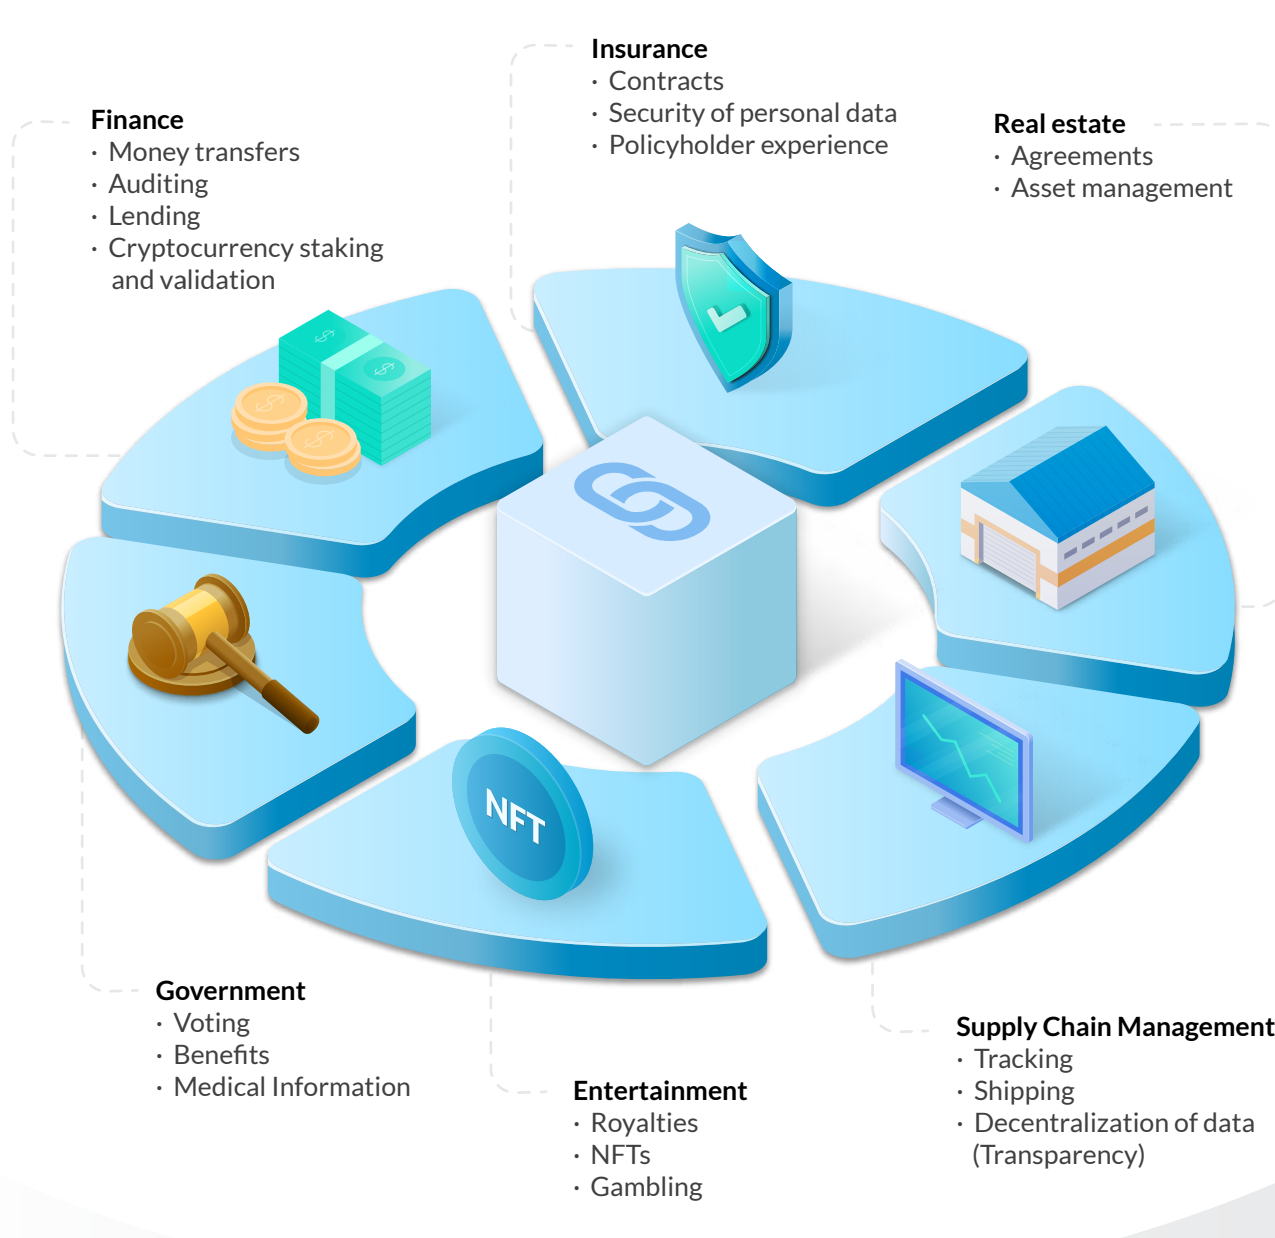 Insurance
· Contracts
· Security of personal data
· Policyholder experience
Finance
· Money transfers
· Auditing
· Lending
· Cryptocurrency staking
and validation
Real estate
· Agreements
· Asset management
NFT
Government
· Voting
· Benefits
· Medical Information
Entertainment
· Royalties
· NFTs
· Gambling
Supply Chain Management
· Tracking
· Shipping
· Decentralization of data
(Transparency)